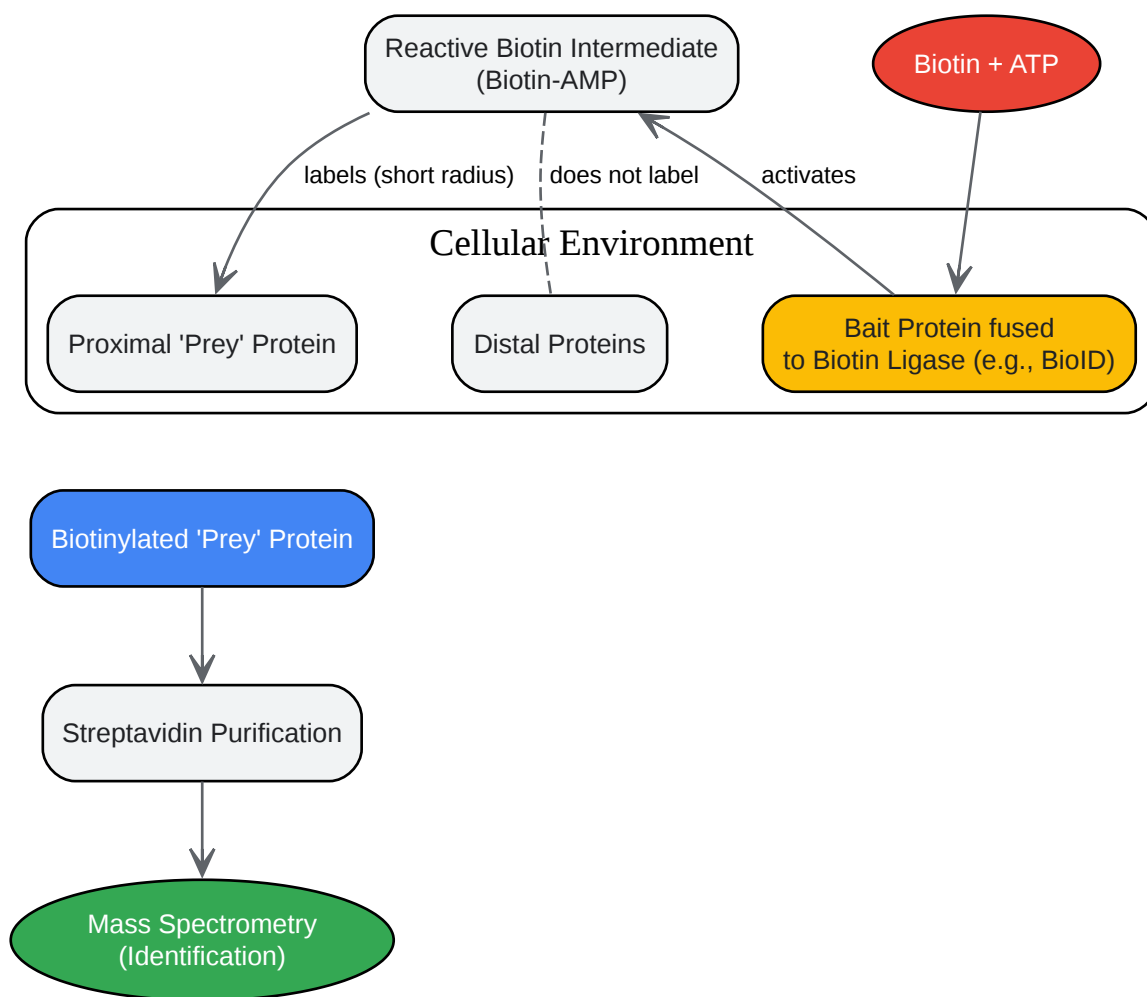 Reactive Biotin Intermediate
(Biotin-AMP)
Biotin + ATP
labels (short radius)
does not label
activates
Cellular Environment
Proximal 'Prey' Protein
Distal Proteins
Bait Protein fused
to Biotin Ligase (e.g., BioID)
Biotinylated 'Prey' Protein
Streptavidin Purification
Mass Spectrometry
(Identification)